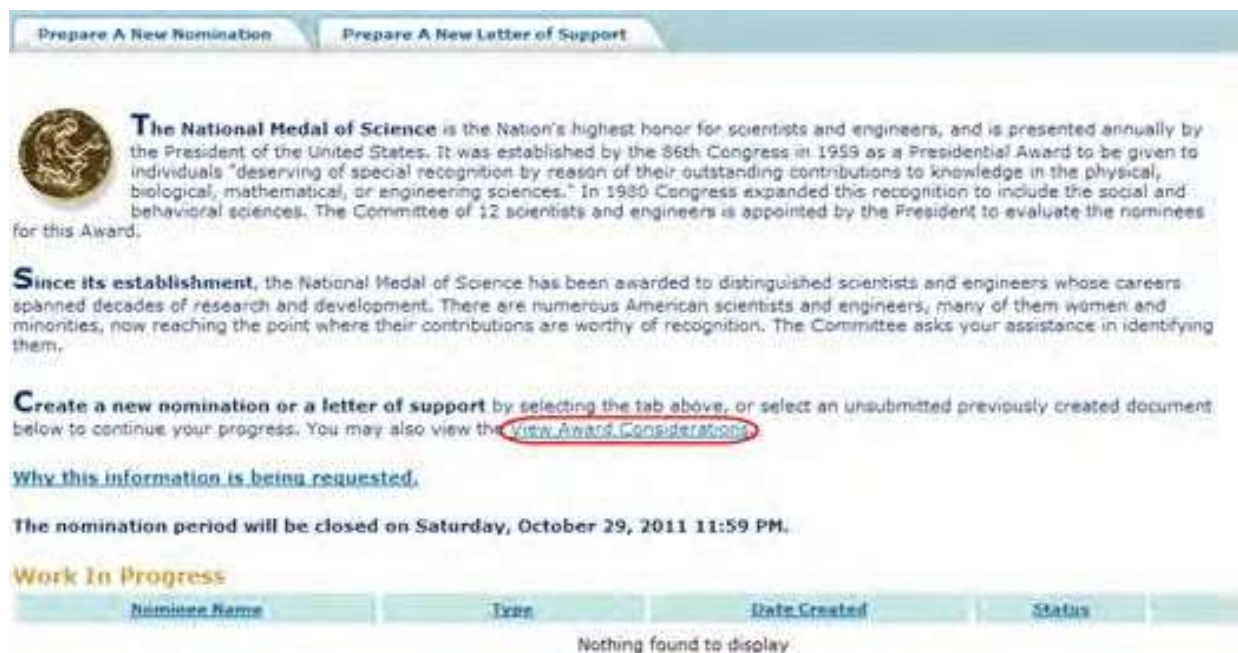 Prepare A New Nomination Prepare A New Letter of Support
The National Medal of Science is the Nation's highest honor for scientists and engineers, and is presented annually by
the President of the United States. It was established by the 86th Congress in 1959 as a Presidential Award to be given to
individuals "deserving of special recognition by reason of their outstanding contributions to knowledge in the physical,
biological, mathematical, or engineering sciences." In 1980 Congress expanded this recognition to include the social and
behavioral sciences. The Committee of 12 scientists and engineers is appointed by the President to evaluate the nominees
for this Award.
Since its establishment, the National Medal of Science has been awarded to distinguished scientists and engineers whose careers
spanned decades of research and development. There are numerous American scientists and engineers, many of them women and
minorities, now reaching the point where their contributions are worthy of recognition. The Committee asks your assistance in identifying
them.
Create a new nomination or a letter of support by selecting the tab above, or select an unsubmitted previously created document
below to continue your progress. You may also view the View Award Considerations.
Why this information is being requested.
The nomination period will be closed on Saturday, October 29, 2011 11:59 PM.
Work In Progress
Nominee Name Type Date Created Status
Nothing found to display